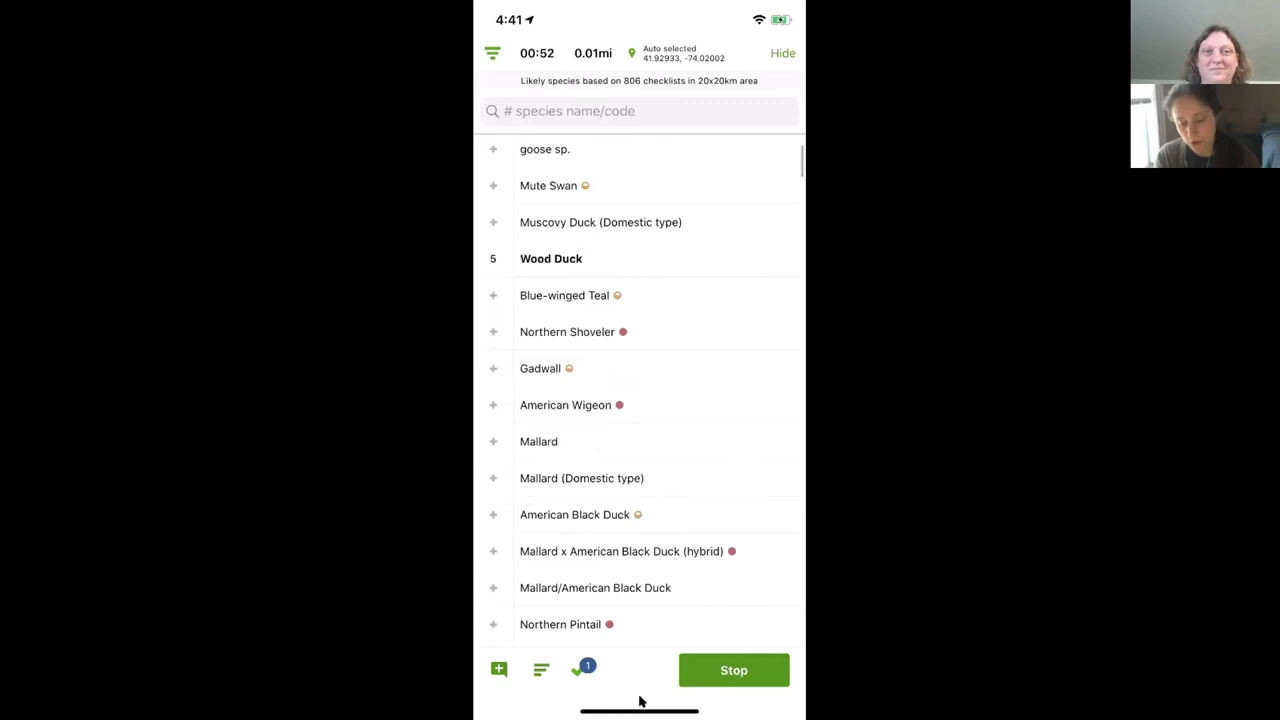 4:41
00:52
0.01mi
Auto selected
41.92933, -74.02002
Hide
Likely species based on 806 checklists in 20x20km area
# species name/code
goose sp.
Mute Swan
Muscovy Duck (Domestic type)
5 Wood Duck
Blue-winged Teal
Northern Shoveler
Gadwall
American Wigeon
Mallard
Mallard (Domestic type)
American Black Duck
Mallard x American Black Duck (hybrid)
Mallard/American Black Duck
Northern Pintail
1
Stop